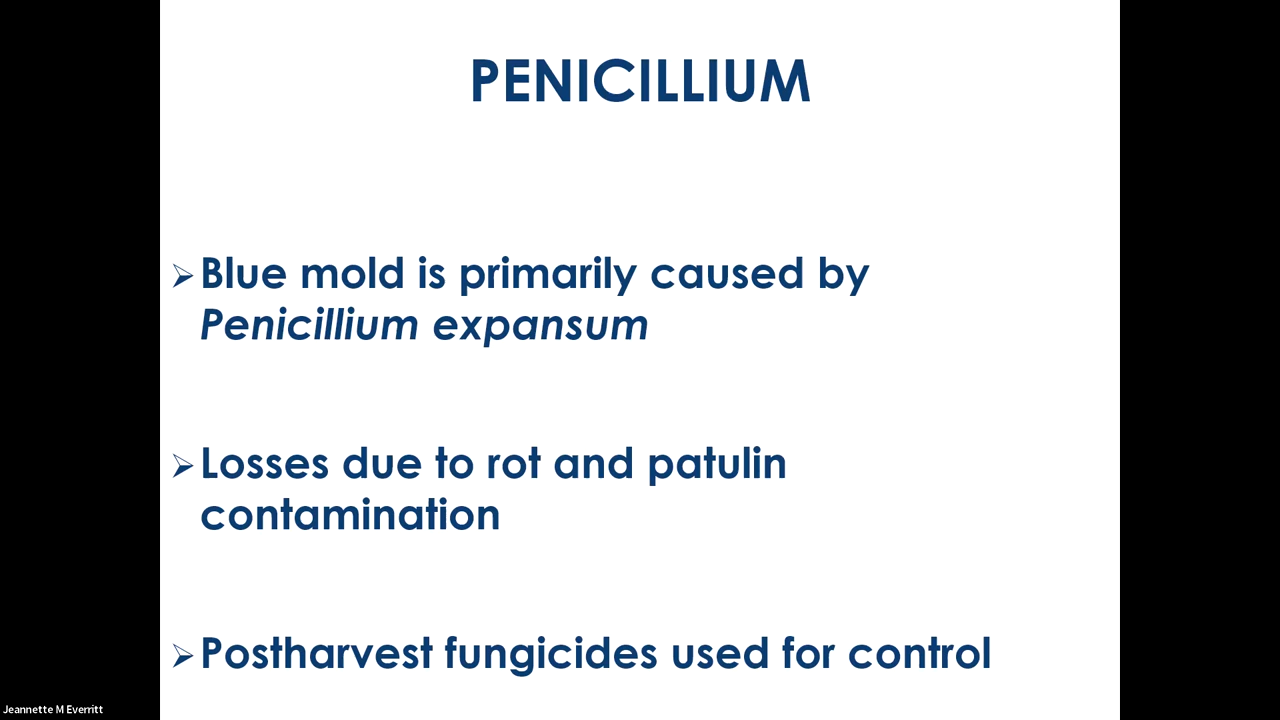 PENICILLIUM
➢Blue mold is primarily caused by
Penicillium expansum
➢Losses due to rot and patulin
contamination
➢Postharvest fungicides used for control
Jeannette M Everritt